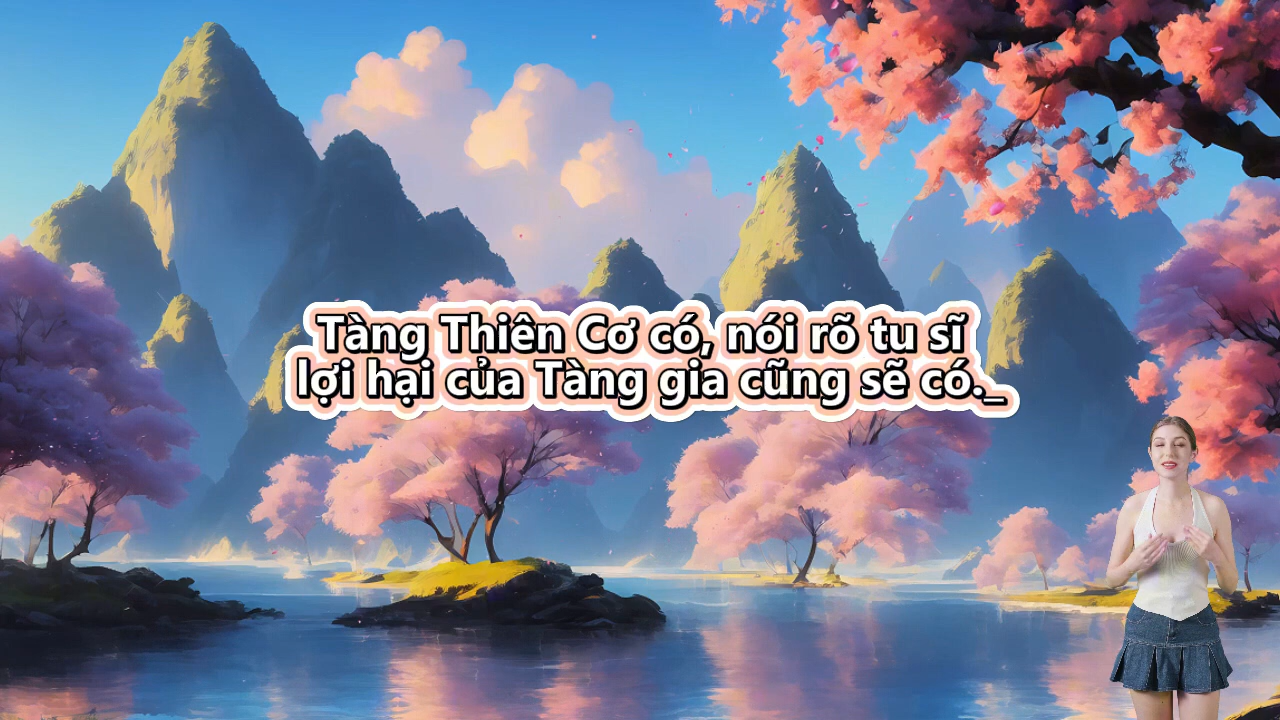 Tàng Thiên Cơ có, nói rõ tu sĩ
lợi hại của Tàng gia cũng sẽ có._